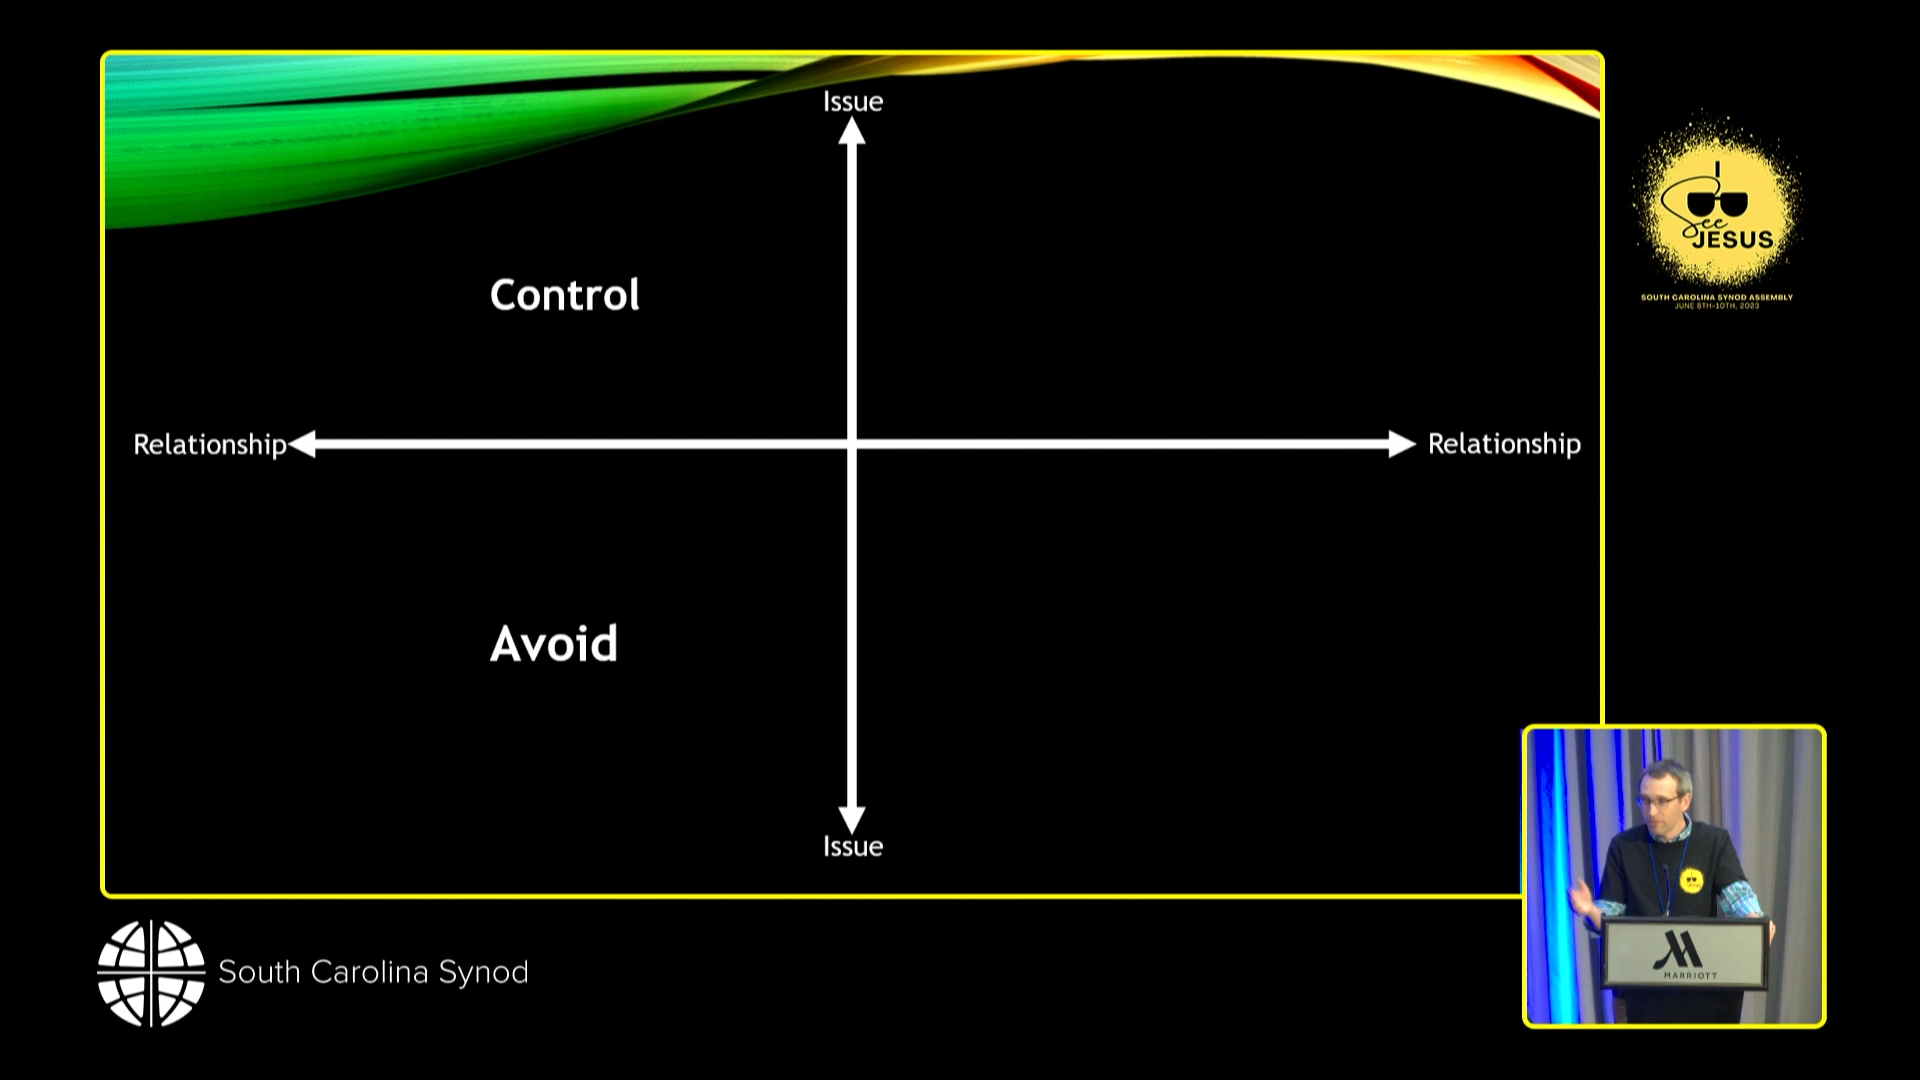 Issue
Control
Relationship
Relationship
Avoid
Issue
I
See
JESUS
SOUTH CAROLINA SYNOD ASSEMBLY
JUNE 8TH-10TH, 2023
MARRIOTT
South Carolina Synod